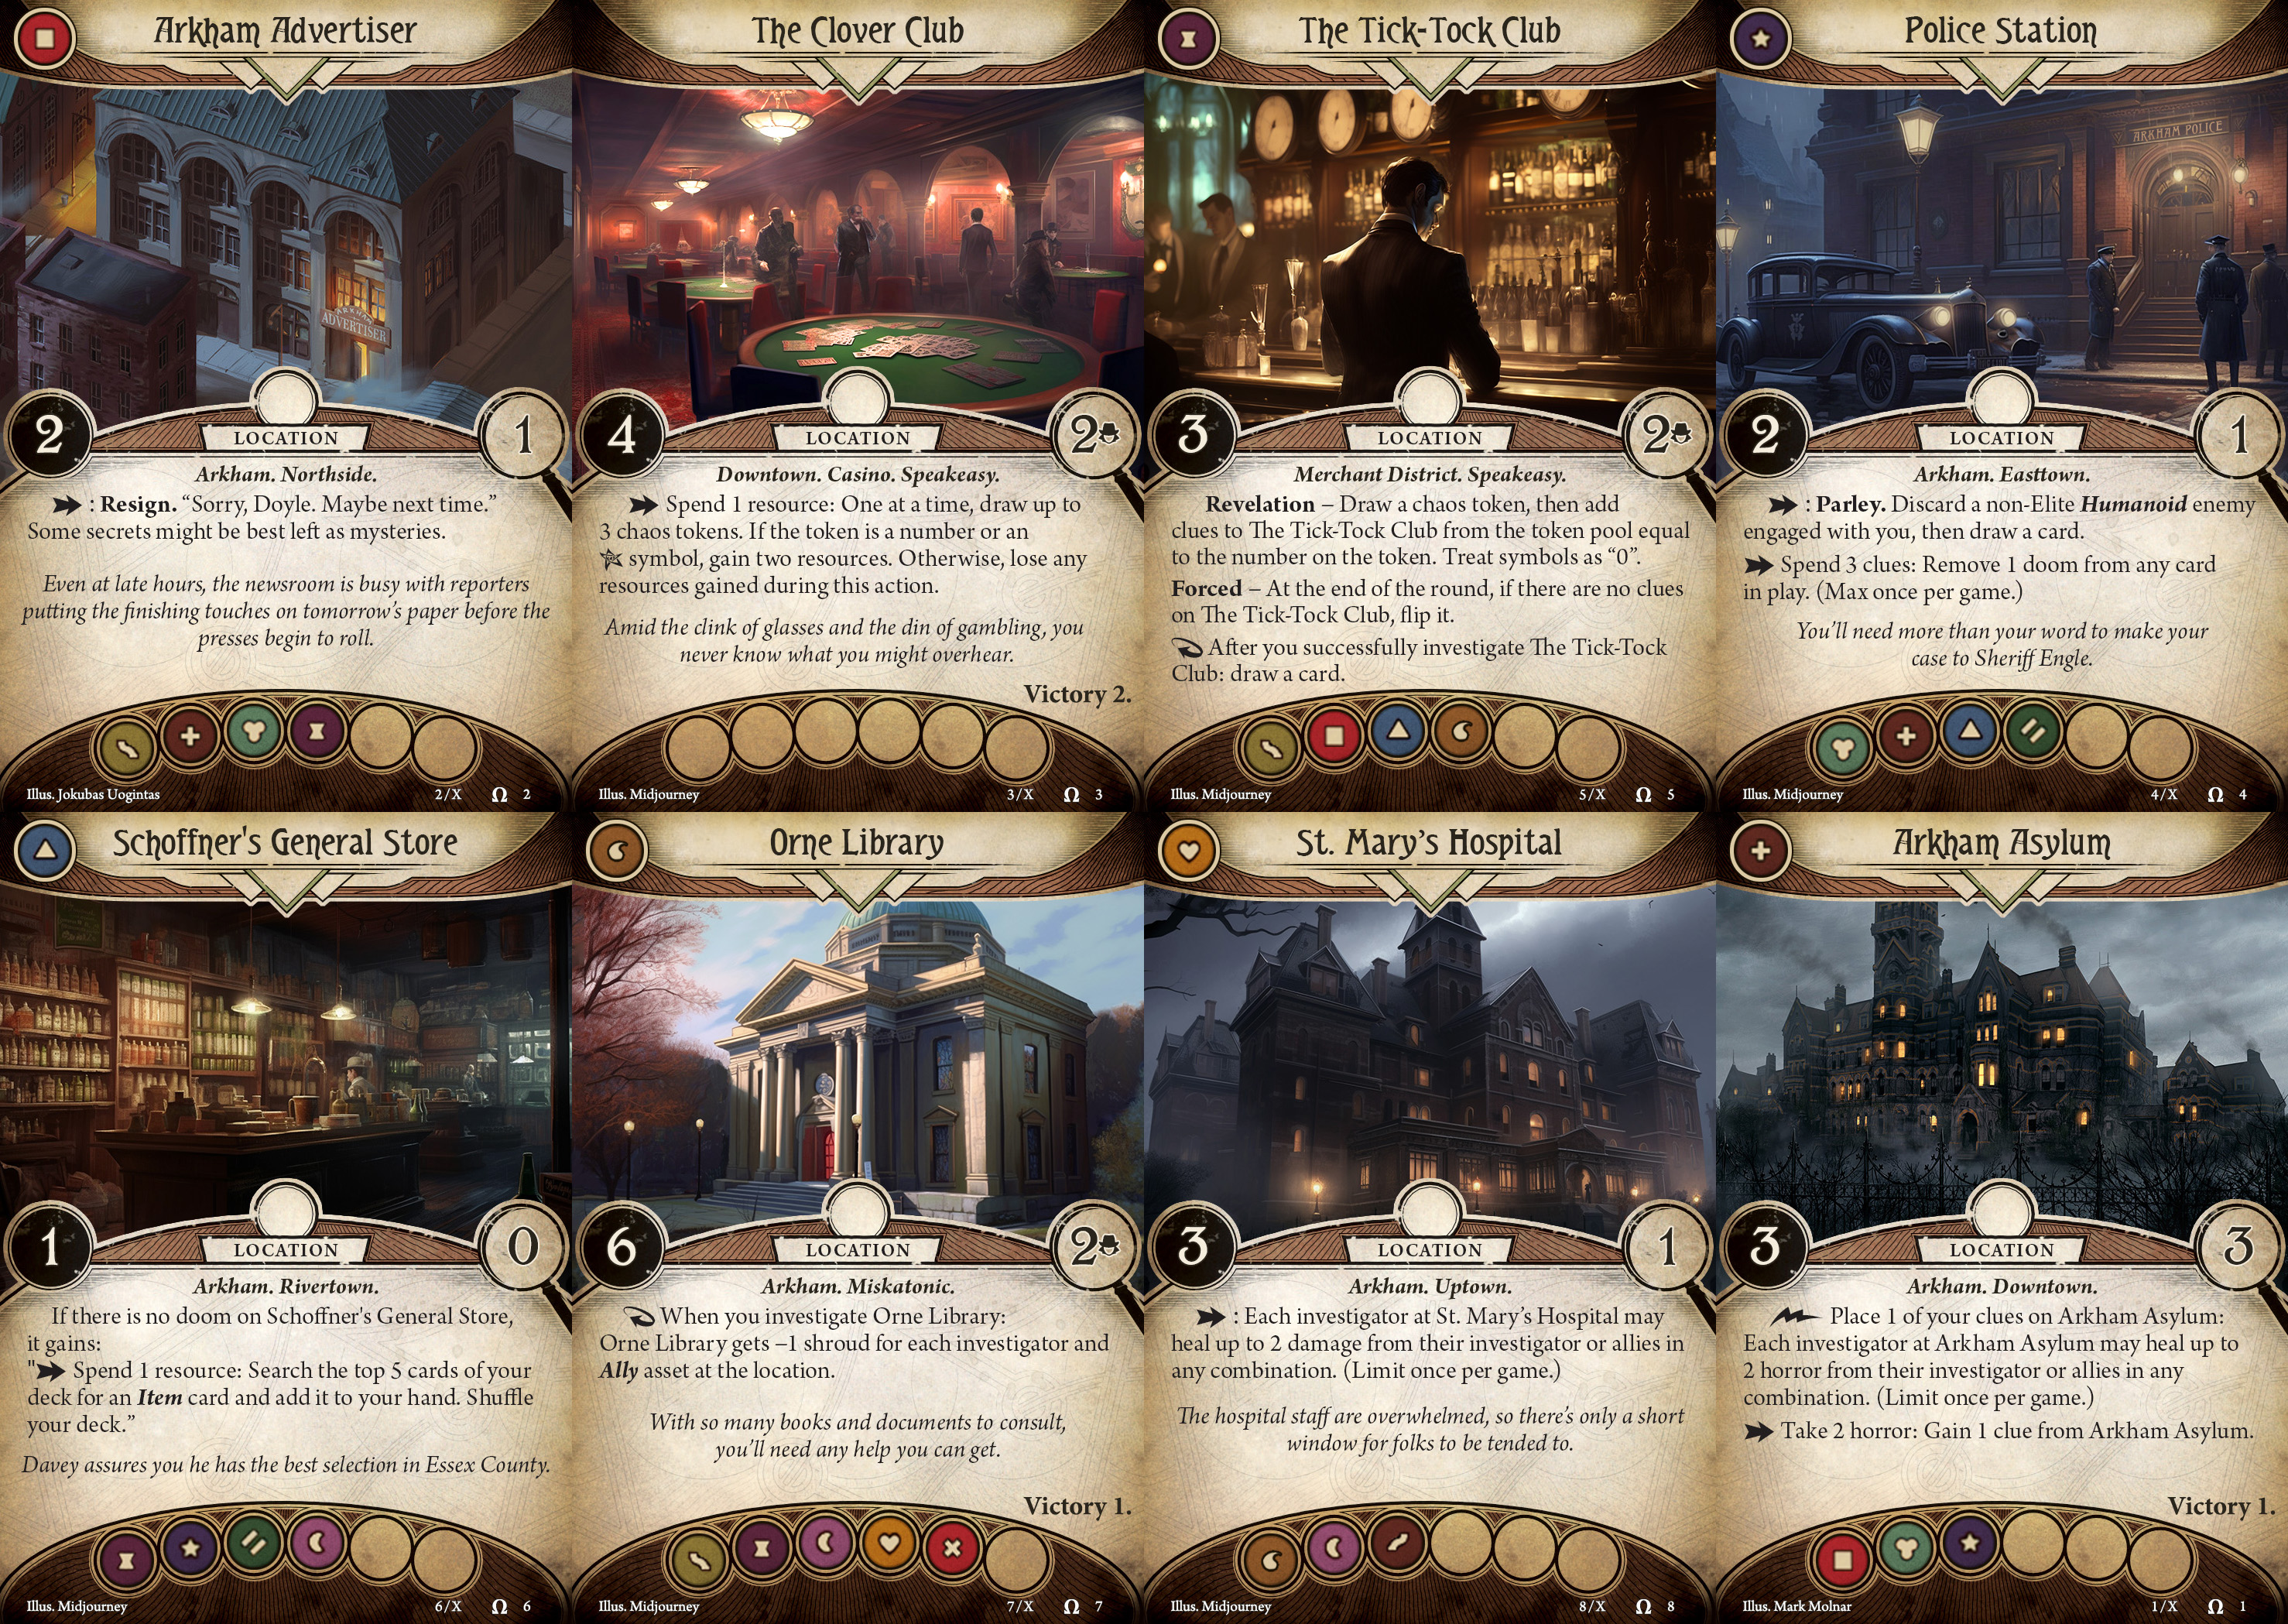 Arkham Advertiser
ARKHAM
ADVERTISER
2
1
LOCATION
Arkham. Northside.
: Resign. “Sorry, Doyle. Maybe next time.”
Some secrets might be best left as mysteries.
Even at late hours, the newsroom is busy with reporters
putting the finishing touches on tomorrow’s paper before the
presses begin to roll.
Illus. Jokubas Uogintas
2/X Ω 2
The Clover Club
4
2
LOCATION
Downtown. Casino. Speakeasy.
Spend 1 resource: One at a time, draw up to
3 chaos tokens. If the token is a number or an
symbol, gain two resources. Otherwise, lose any
resources gained during this action.
Amid the clink of glasses and the din of gambling, you
never know what you might overhear.
Victory 2.
Illus. Midjourney
3/X Ω 3
The Tick-Tock Club
3
2
LOCATION
Merchant District. Speakeasy.
Revelation – Draw a chaos token, then add
clues to The Tick-Tock Club from the token pool equal
to the number on the token. Treat symbols as “0”.
Forced – At the end of the round, if there are no clues
on The Tick-Tock Club, flip it.
After you successfully investigate The Tick-Tock
Club: draw a card.
Illus. Midjourney
5/X Ω 5
Police Station
ARKHAM POLICE
2
1
LOCATION
Arkham. Easttown.
: Parley. Discard a non-Elite Humanoid enemy
engaged with you, then draw a card.
Spend 3 clues: Remove 1 doom from any card
in play. (Max once per game.)
You’ll need more than your word to make your
case to Sheriff Engle.
Illus. Midjourney
4/X Ω 4
Schoffner's General Store
1
0
LOCATION
Arkham. Rivertown.
If there is no doom on Schoffner's General Store,
it gains:
" Spend 1 resource: Search the top 5 cards of your
deck for an Item card and add it to your hand. Shuffle
your deck.”
Davey assures you he has the best selection in Essex County.
Illus. Midjourney
6/X Ω 6
Orne Library
6
2
LOCATION
Arkham. Miskatonic.
When you investigate Orne Library:
Orne Library gets −1 shroud for each investigator and
Ally asset at the location.
With so many books and documents to consult,
you’ll need any help you can get.
Victory 1.
Illus. Midjourney
7/X Ω 7
St. Mary’s Hospital
3
1
LOCATION
Arkham. Uptown.
: Each investigator at St. Mary’s Hospital may
heal up to 2 damage from their investigator or allies in
any combination. (Limit once per game.)
The hospital staff are overwhelmed, so there’s only a short
window for folks to be tended to.
Illus. Midjourney
8/X Ω 8
Arkham Asylum
3
3
LOCATION
Arkham. Downtown.
Place 1 of your clues on Arkham Asylum:
Each investigator at Arkham Asylum may heal up to
2 horror from their investigator or allies in any
combination. (Limit once per game.)
Take 2 horror: Gain 1 clue from Arkham Asylum.
Victory 1.
Illus. Mark Molnar
1/X Ω 1